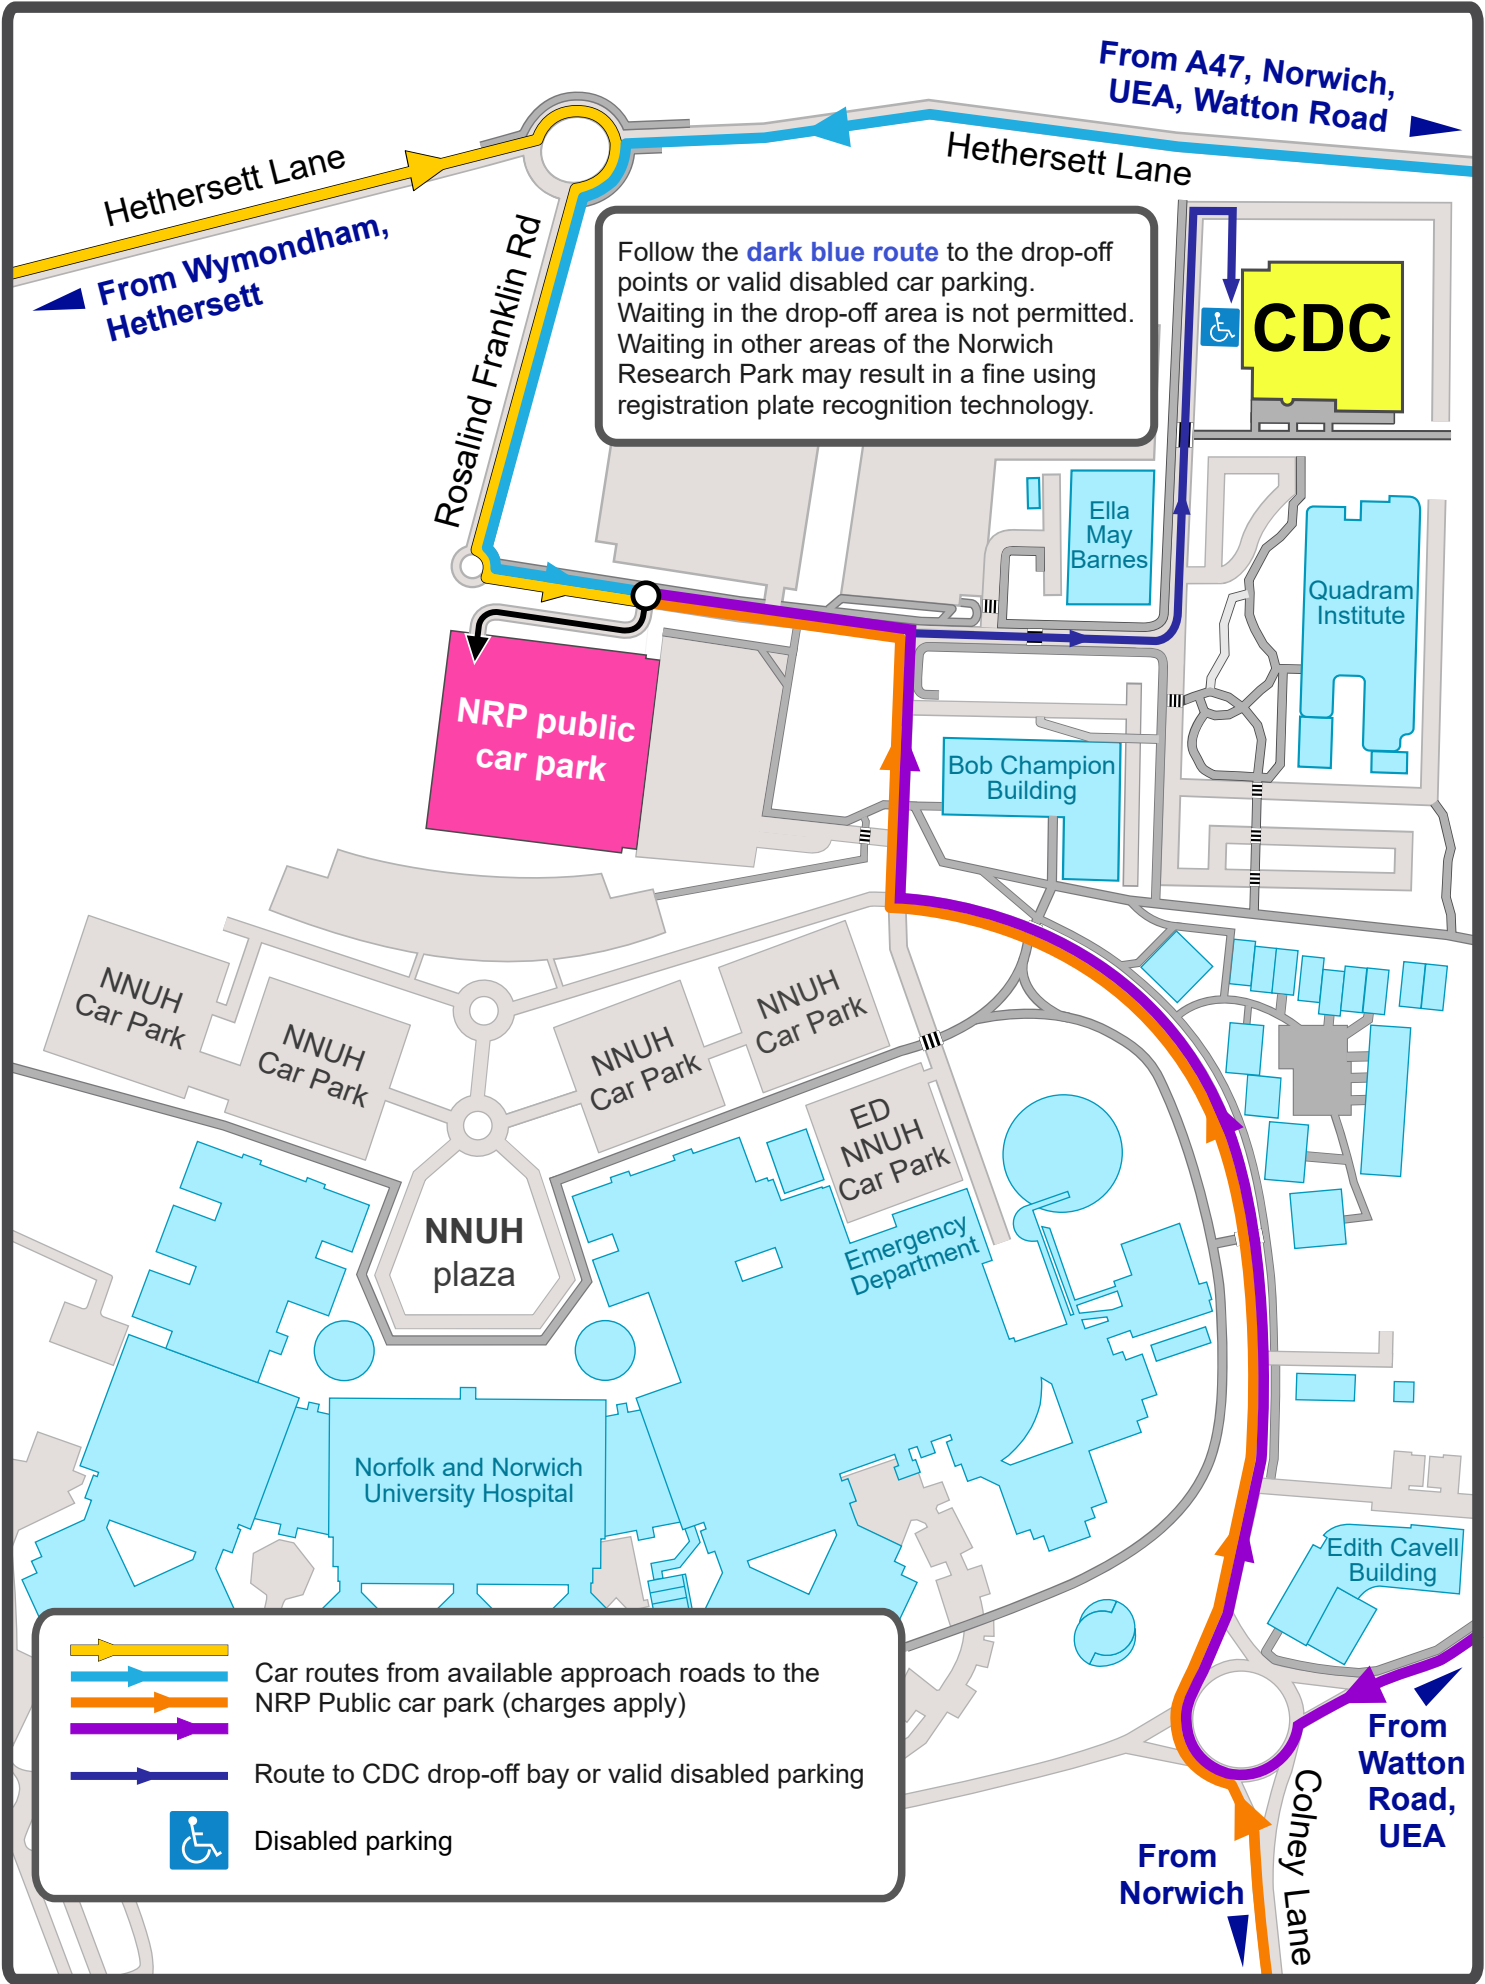 From A47, Norwich,
UEA, Watton Road
Hethersett Lane
Hethersett Lane
From Wymondham,
Hethersett
Rosalind Franklin Rd
Follow the dark blue route to the drop-off
points or valid disabled car parking.
Waiting in the drop-off area is not permitted.
Waiting in other areas of the Norwich
Research Park may result in a fine using
registration plate recognition technology.
CDC
Ella
May
Barnes
Quadram
Institute
NRP public
car park
Bob Champion
Building
NNUH
Car Park
NNUH
Car Park
NNUH
Car Park
NNUH
Car Park
ED
NNUH
Car Park
NNUH
plaza
Emergency
Department
Norfolk and Norwich
University Hospital
Edith Cavell
Building
Car routes from available approach roads to the
NRP Public car park (charges apply)
Route to CDC drop-off bay or valid disabled parking
Disabled parking
From
Watton
Road,
UEA
Colney Lane
From
Norwich